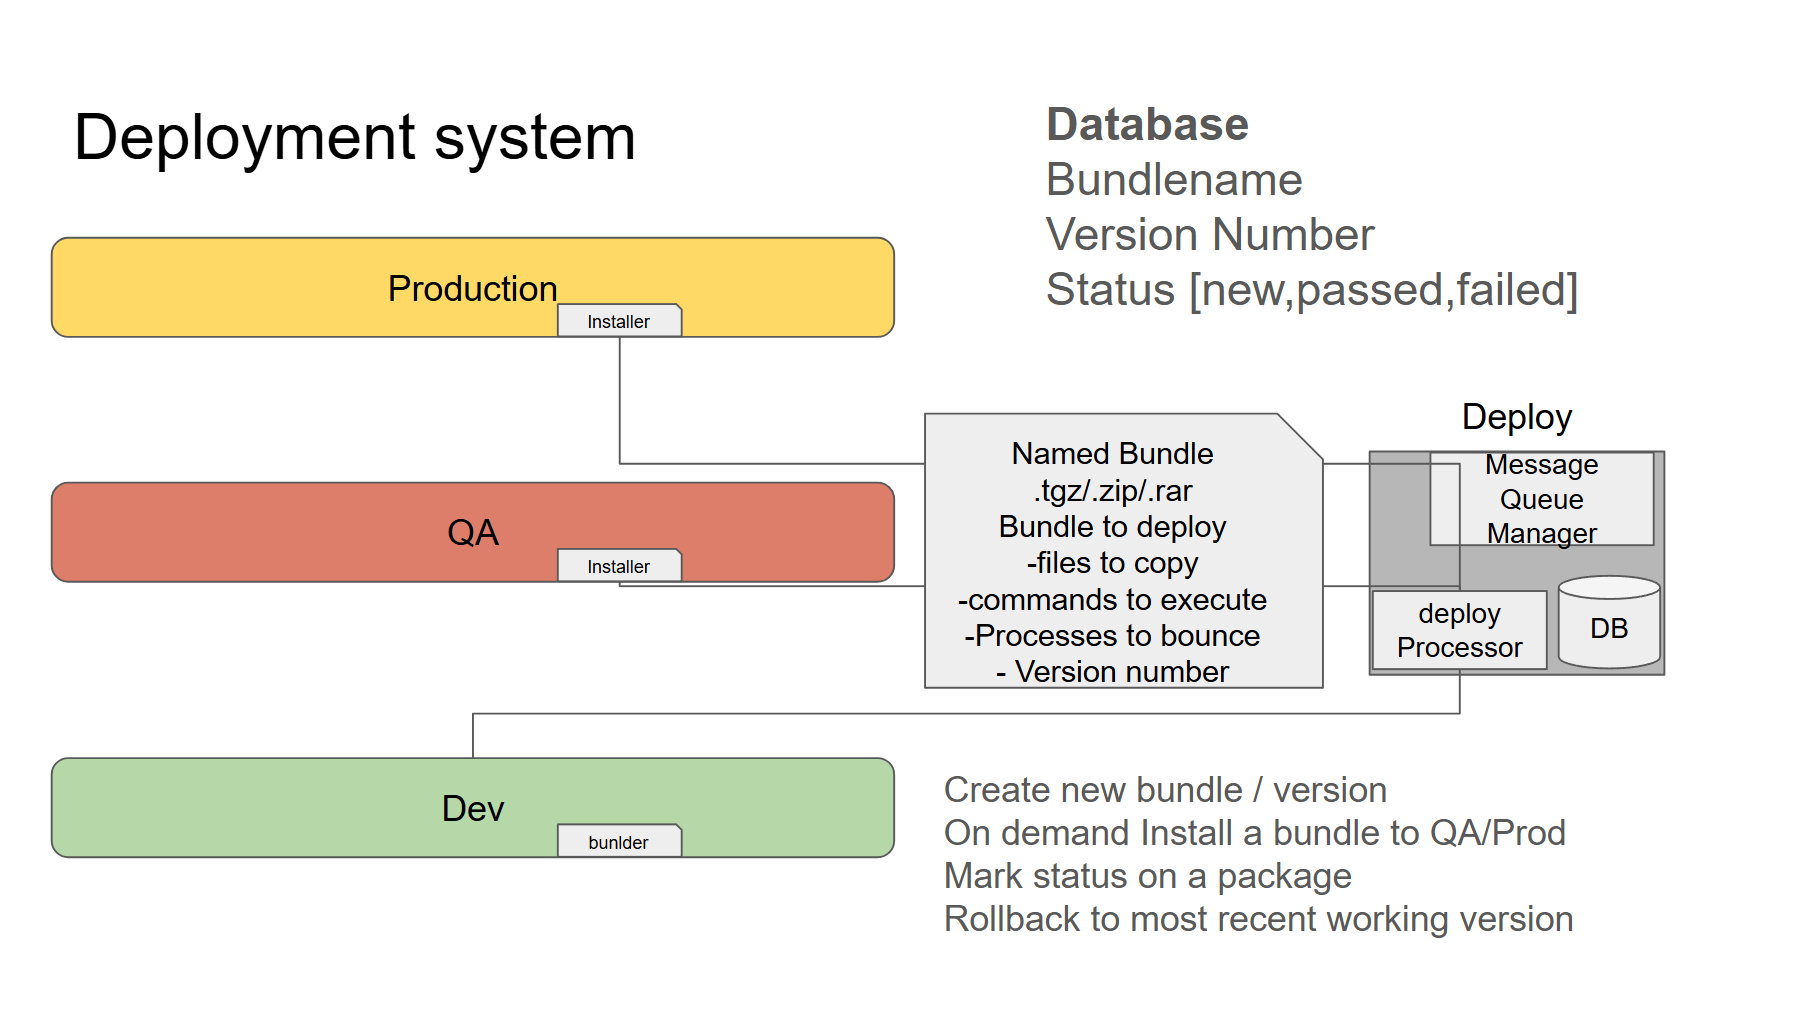 Deployment system
Database
Bundlename
Version Number
Status [new,passed,failed]
Production
Installer
QA
Installer
Named Bundle
.tgz/.zip/.rar
Bundle to deploy
-files to copy
-commands to execute
-Processes to bounce
- Version number
Deploy
Message
Queue
Manager
deploy
Processor
DB
Dev
bunlder
Create new bundle / version
On demand Install a bundle to QA/Prod
Mark status on a package
Rollback to most recent working version